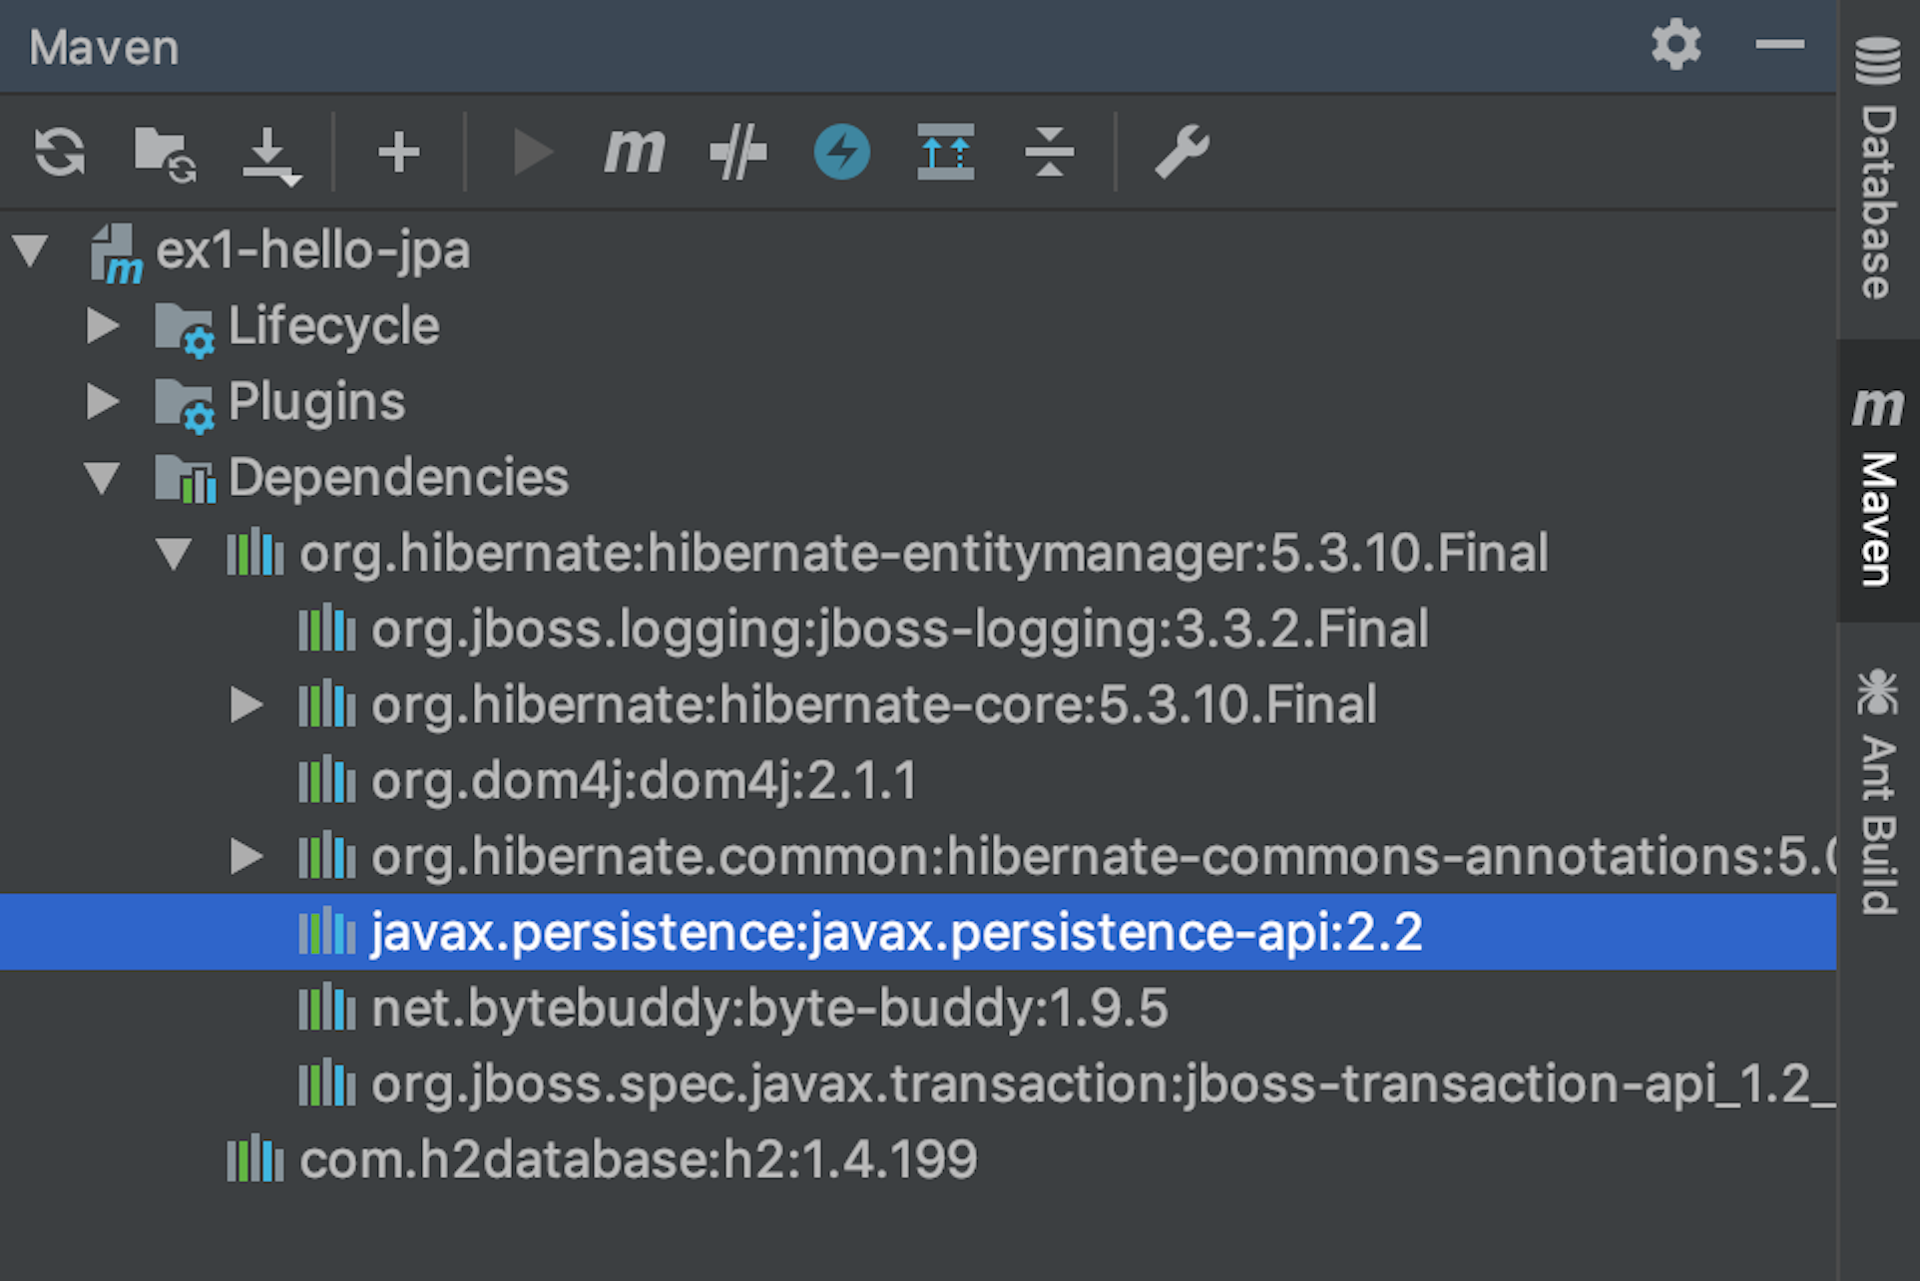 Maven
ex1-hello-jpa
Lifecycle
Plugins
Dependencies
org.hibernate:hibernate-entitymanager:5.3.10.Final
org.jboss.logging:jboss-logging:3.3.2.Final
org.hibernate:hibernate-core:5.3.10.Final
org.dom4j:dom4j:2.1.1
org.hibernate.common:hibernate-commons-annotations:5.0
javax.persistence:javax.persistence-api:2.2
net.bytebuddy:byte-buddy:1.9.5
org.jboss.spec.javax.transaction:jboss-transaction-api_1.2_
com.h2database:h2:1.4.199
Database
Maven
Ant Build